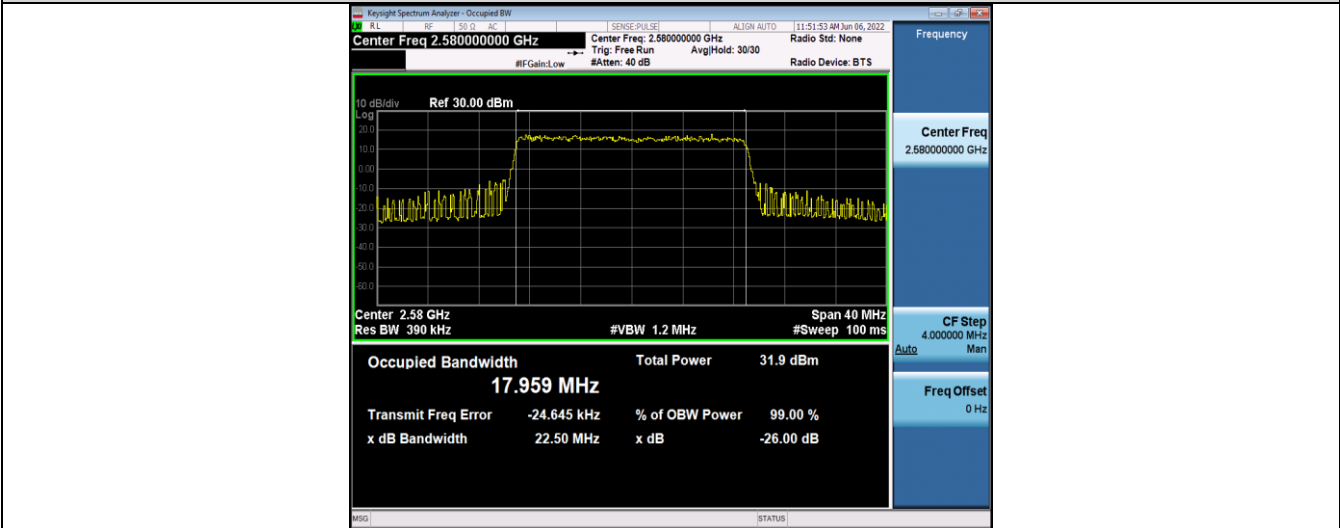 Keysight Spectrum Analyzer - Occupied BW
RL RF 50 Ω AC SENSE:PULSE ALIGN AUTO 11:51:53 AM Jun 06, 2022
Center Freq 2.580000000 GHz
Center Freq: 2.580000000 GHz Radio Std: None
Trig: Free Run Avg|Hold: 30/30
#IFGain:Low #Atten: 40 dB Radio Device: BTS
10 dB/div Ref 30.00 dBm
Log
20.0
10.0
0.00
-10.0
-20.0
-30.0
-40.0
-50.0
-60.0
Center 2.58 GHz Span 40 MHz
Res BW 390 kHz #VBW 1.2 MHz #Sweep 100 ms
Occupied Bandwidth Total Power 31.9 dBm
17.959 MHz
Transmit Freq Error -24.645 kHz % of OBW Power 99.00 %
x dB Bandwidth 22.50 MHz x dB -26.00 dB
MSG STATUS
Frequency
Center Freq
2.580000000 GHz
CF Step
4.000000 MHz
Auto Man
Freq Offset
0 Hz